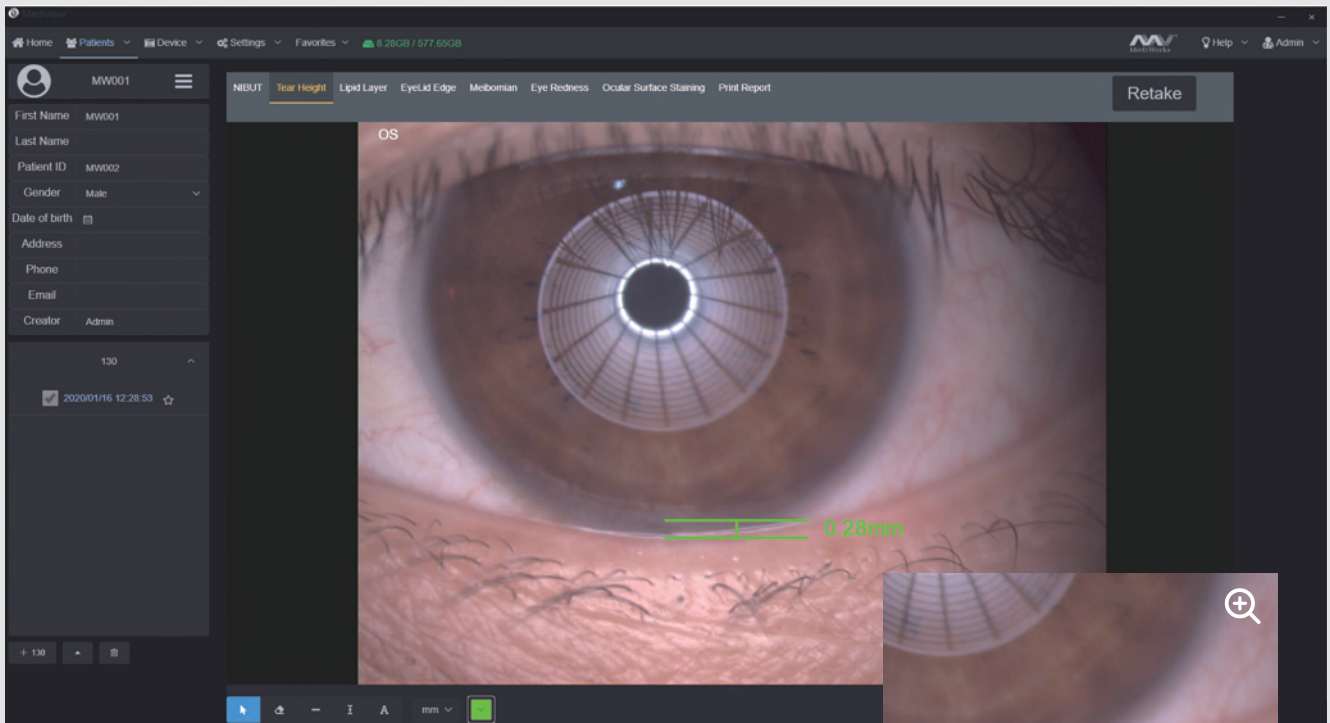 Mediview
Home Patients Device Settings Favorites 8.28GB / 577.65GB MediWorks Help Admin
MW001
NIBUT Tear Height Lipid Layer EyeLid Edge Meibomian Eye Redness Ocular Surface Staining Print Report
Retake
First Name MW001
Last Name
Patient ID MW002
Gender Male
Date of birth
Address
Phone
Email
Creator Admin
130
2020/01/16 12:28:53
OS
0.28mm
+ 130
A mm